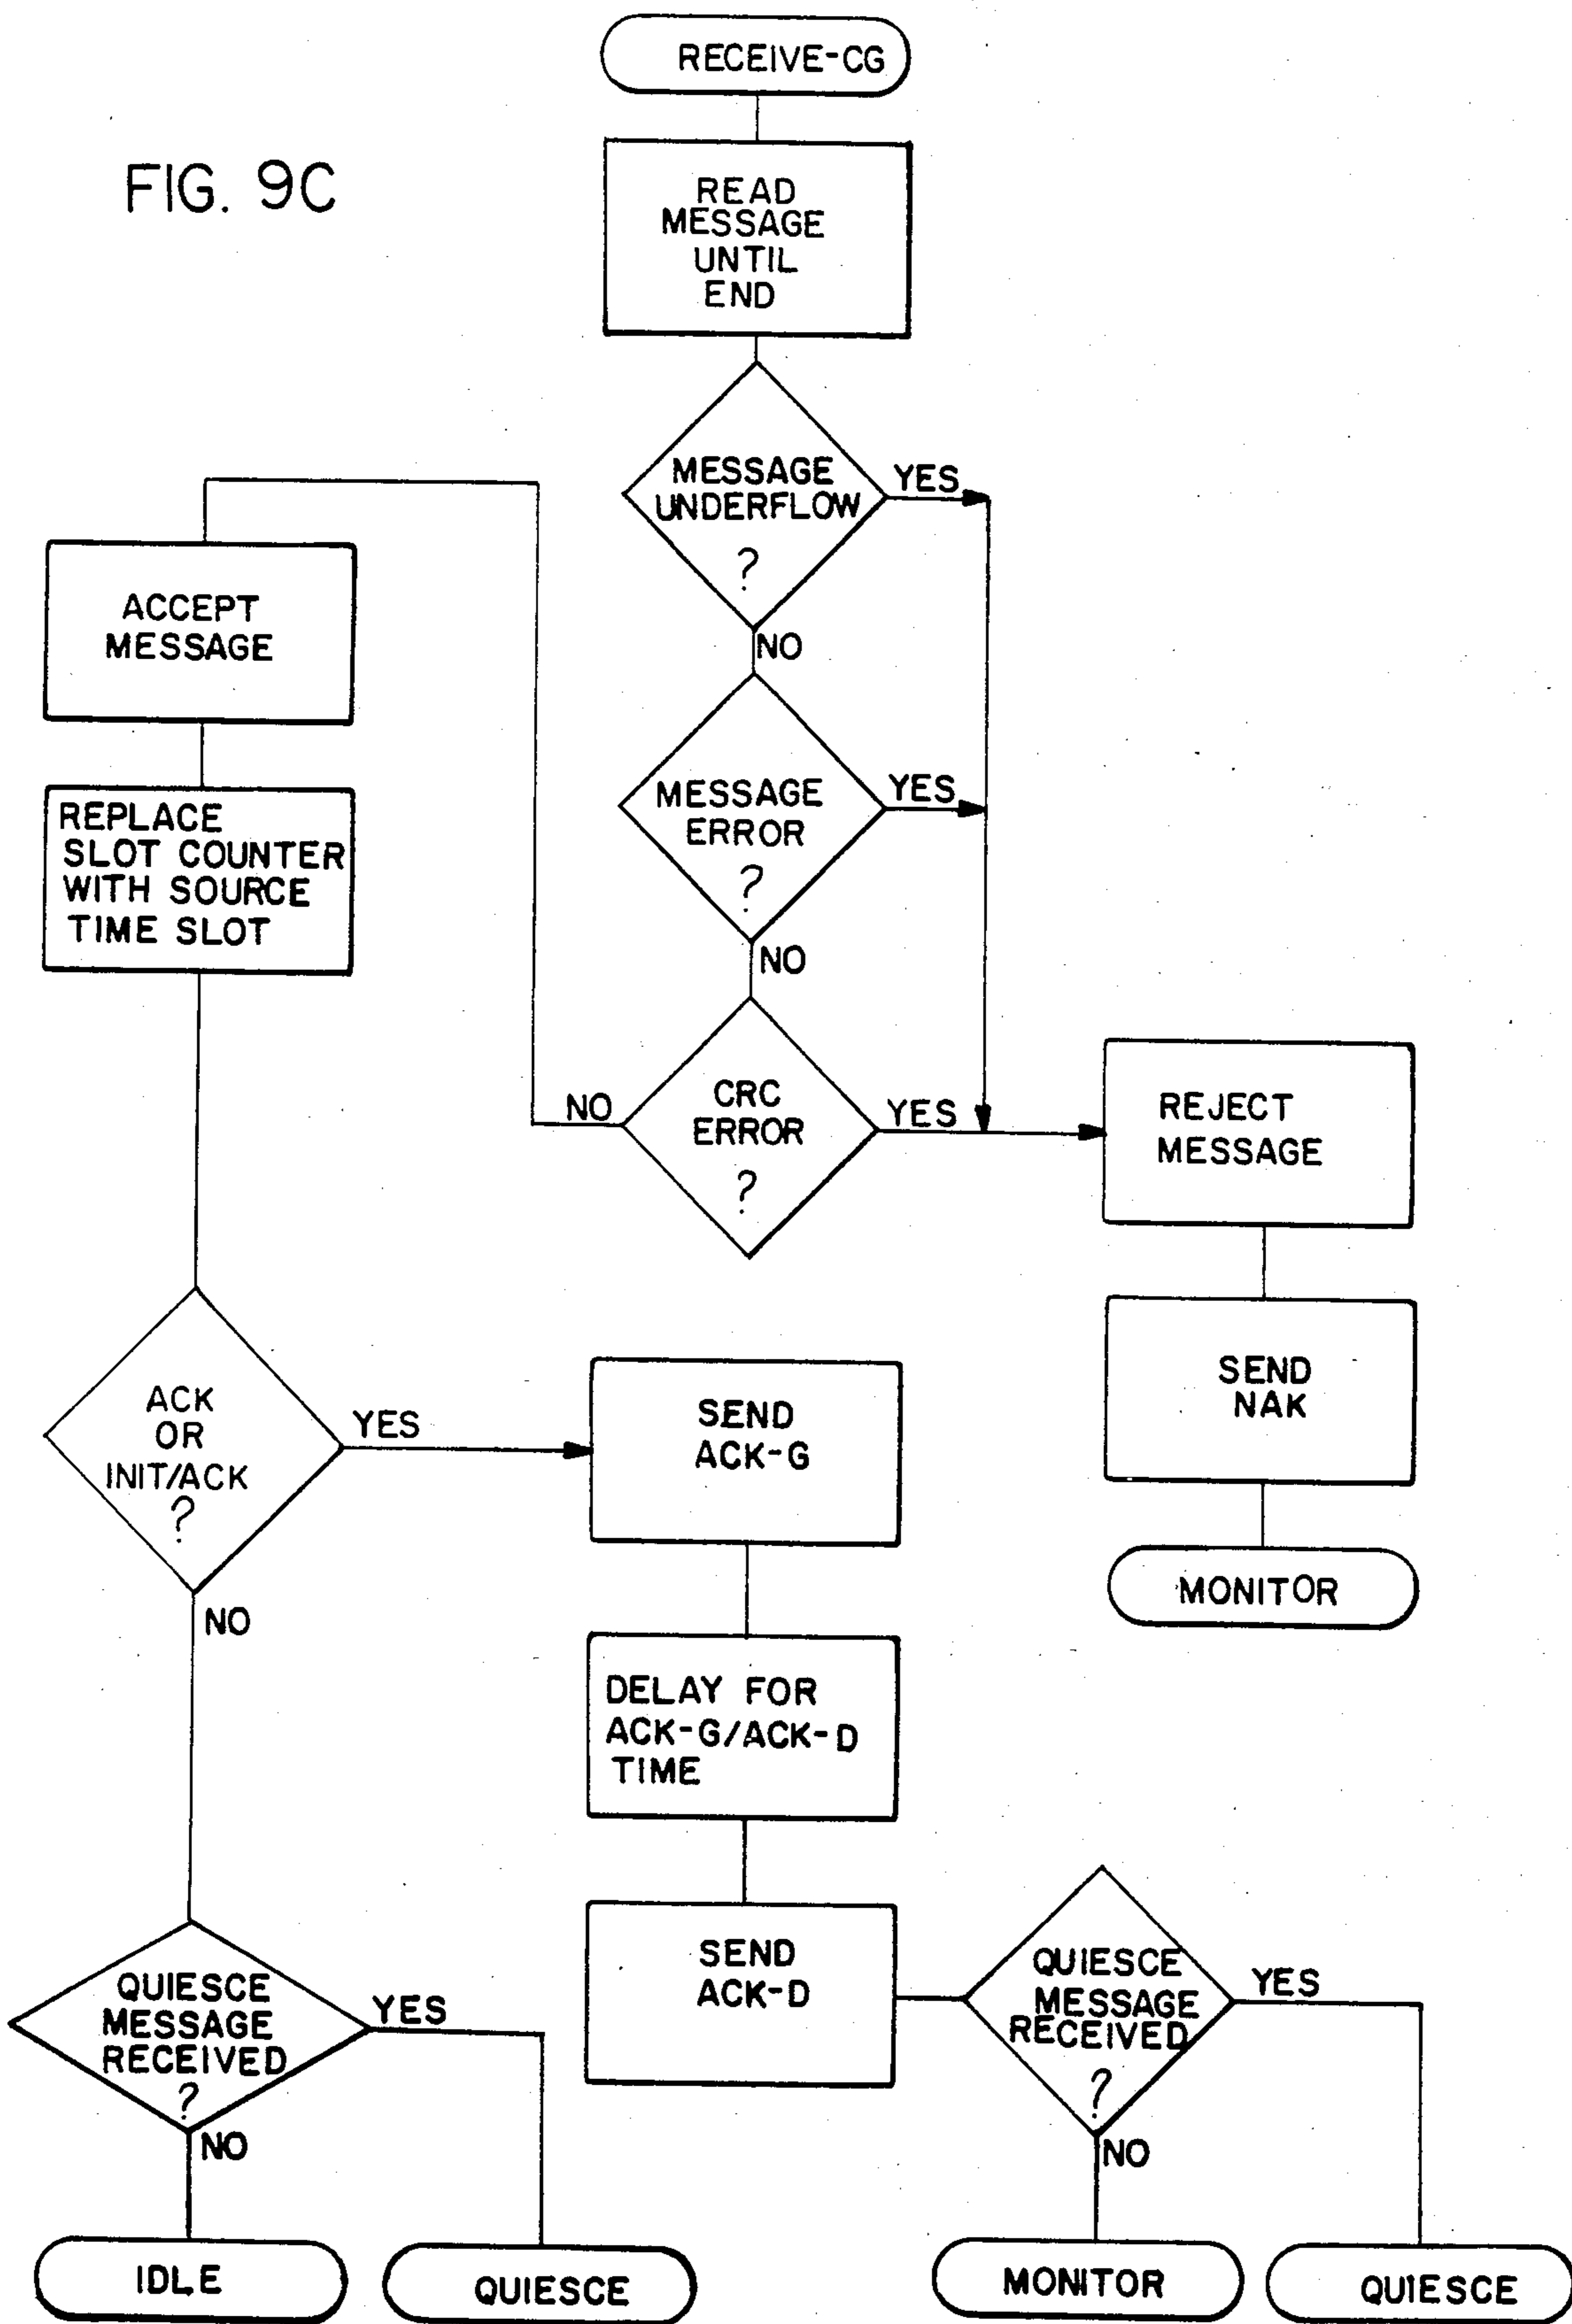 RECEIVE-CG
FIG. 9C
READ
MESSAGE
UNTIL
END
MESSAGE
UNDERFLOW
?
YES
NO
MESSAGE
ERROR
?
YES
NO
CRC
ERROR
?
NO
YES
ACCEPT
MESSAGE
REPLACE
SLOT COUNTER
WITH SOURCE
TIME SLOT
REJECT
MESSAGE
SEND
NAK
MONITOR
ACK
OR
INIT/ACK
?
YES
NO
SEND
ACK-G
DELAY FOR
ACK-G/ACK-D
TIME
SEND
ACK-D
QUIESCE
MESSAGE
RECEIVED
?
YES
NO
QUIESCE
MESSAGE
RECEIVED
?
YES
NO
IDLE
QUIESCE
MONITOR
QUIESCE